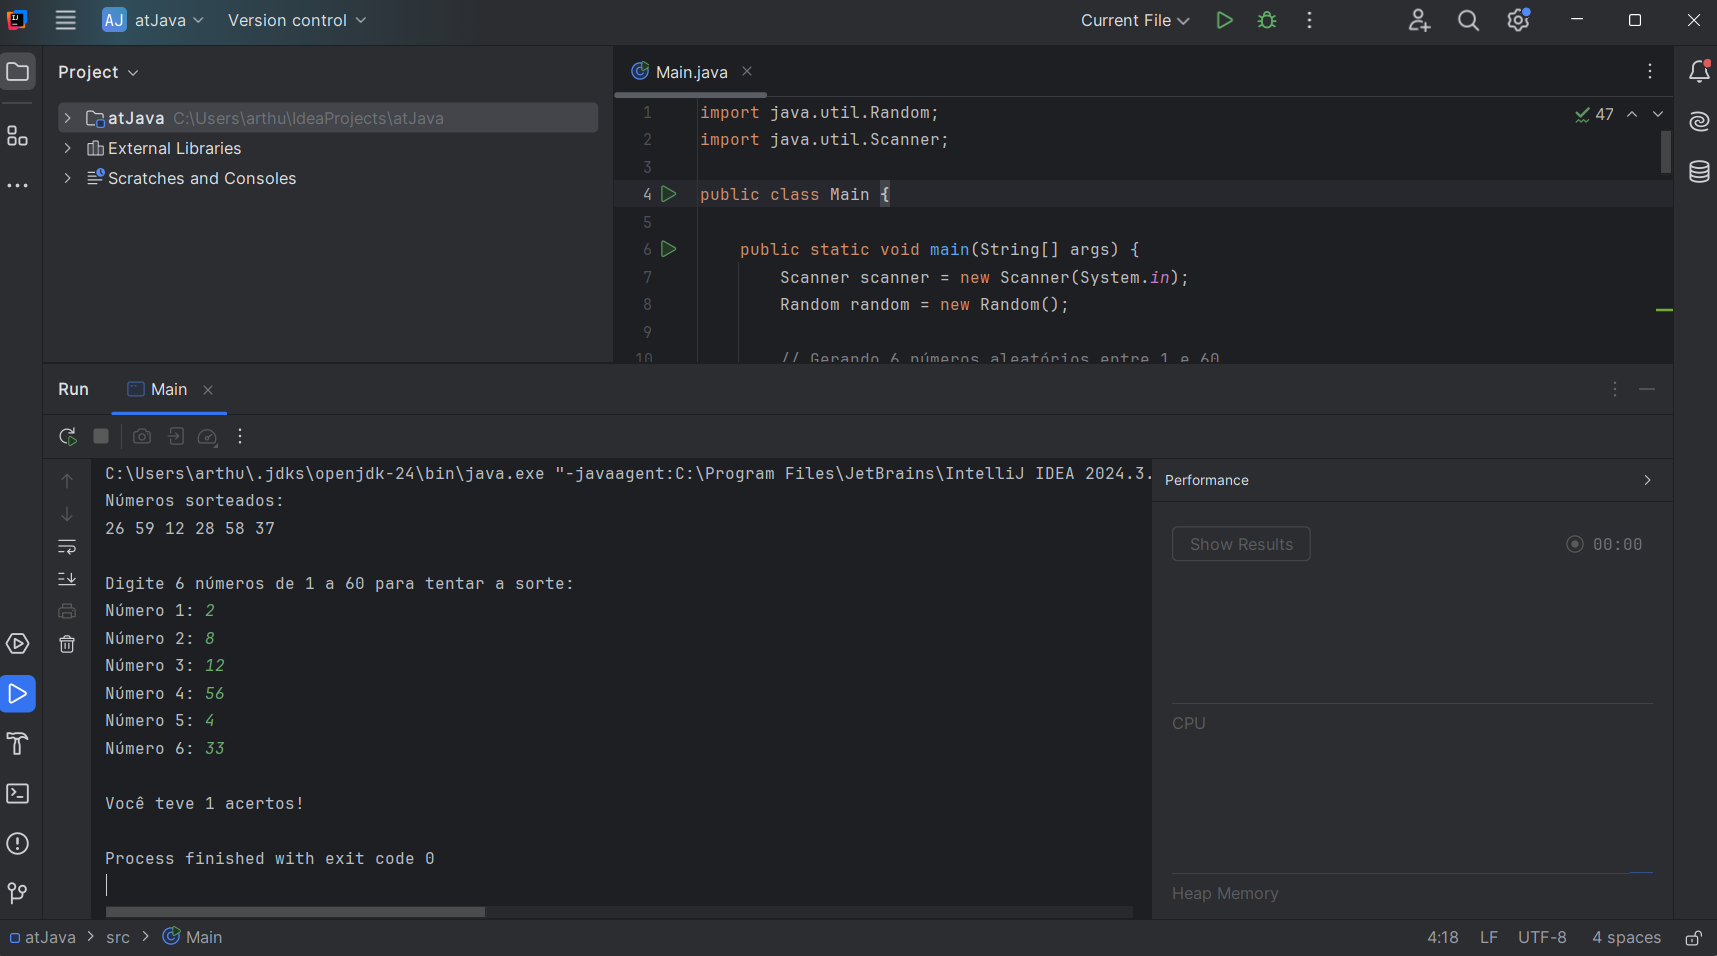 AJ atJava Version control Current File
Project
Main.java
atJava C:\Users\arthu\IdeaProjects\atJava
External Libraries
Scratches and Consoles
47
1 import java.util.Random;
2 import java.util.Scanner;
3
4 public class Main {
5
6 public static void main(String[] args) {
7 Scanner scanner = new Scanner(System.in);
8 Random random = new Random();
9
10 // Gerando 6 números aleatórios entre 1 e 60
Run Main
C:\Users\arthu\.jdks\openjdk-24\bin\java.exe "-javaagent:C:\Program Files\JetBrains\IntelliJ IDEA 2024.3.
Números sorteados:
26 59 12 28 58 37
Digite 6 números de 1 a 60 para tentar a sorte:
Número 1: 2
Número 2: 8
Número 3: 12
Número 4: 56
Número 5: 4
Número 6: 33
Você teve 1 acertos!
Process finished with exit code 0
Performance
Show Results 00:00
CPU
Heap Memory
atJava > src > Main
4:18 LF UTF-8 4 spaces